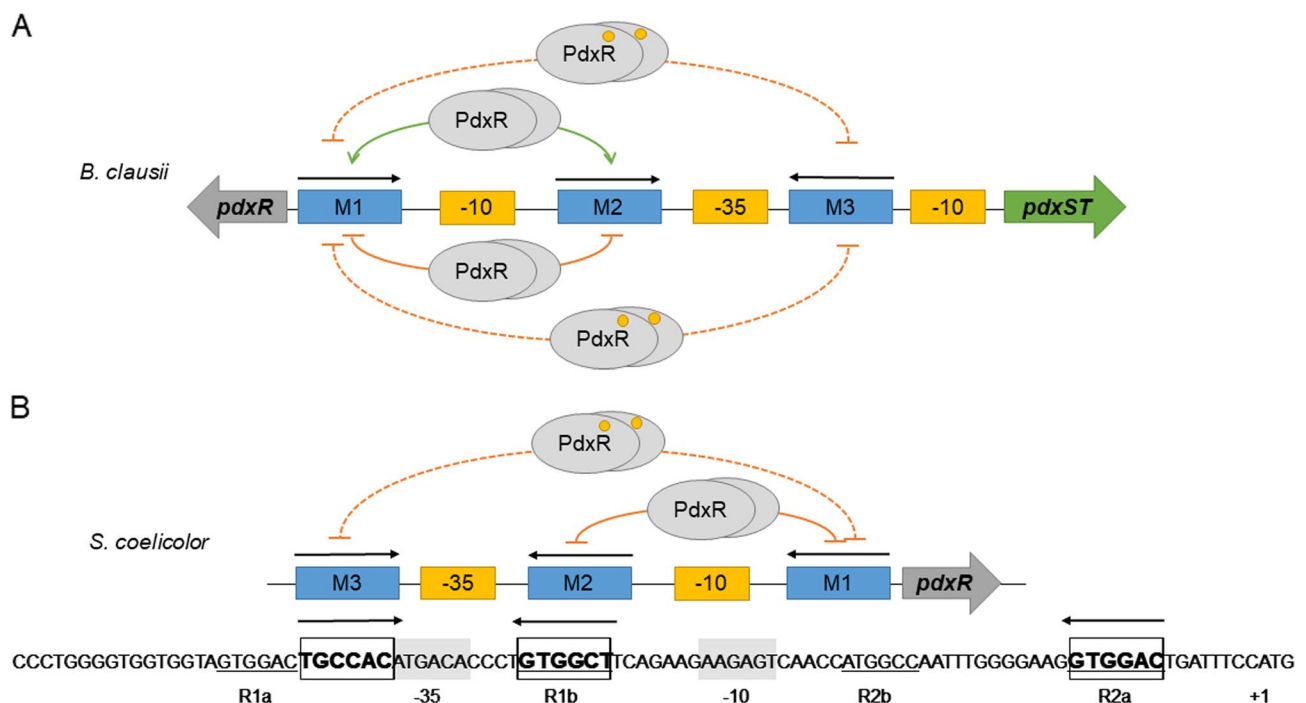 A
PdxR
PdxR
B. clausii
pdxR M1 -10 M2 -35 M3 -10 pdxST
PdxR
PdxR
B
PdxR
PdxR
S. coelicolor
M3 -35 M2 -10 M1 pdxR
CCCTGGGGTGGTGGTAGTGGACTGCCACATGACACCCTGTGGCTTCAGAAGAAGAGTCAACCATGGCCAATTTGGGGAAGGTGGACTGATTTCCATG
R1a -35 R1b -10 R2b R2a +1